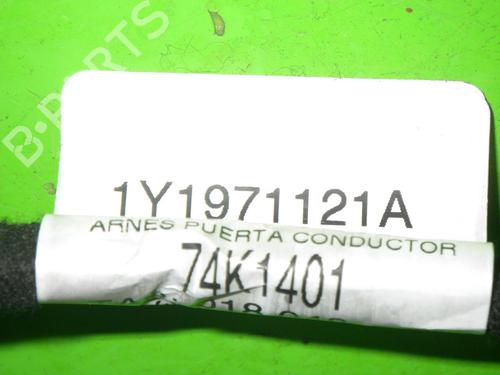 B-PARTS
1Y1971121A
ARNES PUERTA CONDUCTOR
74K1401